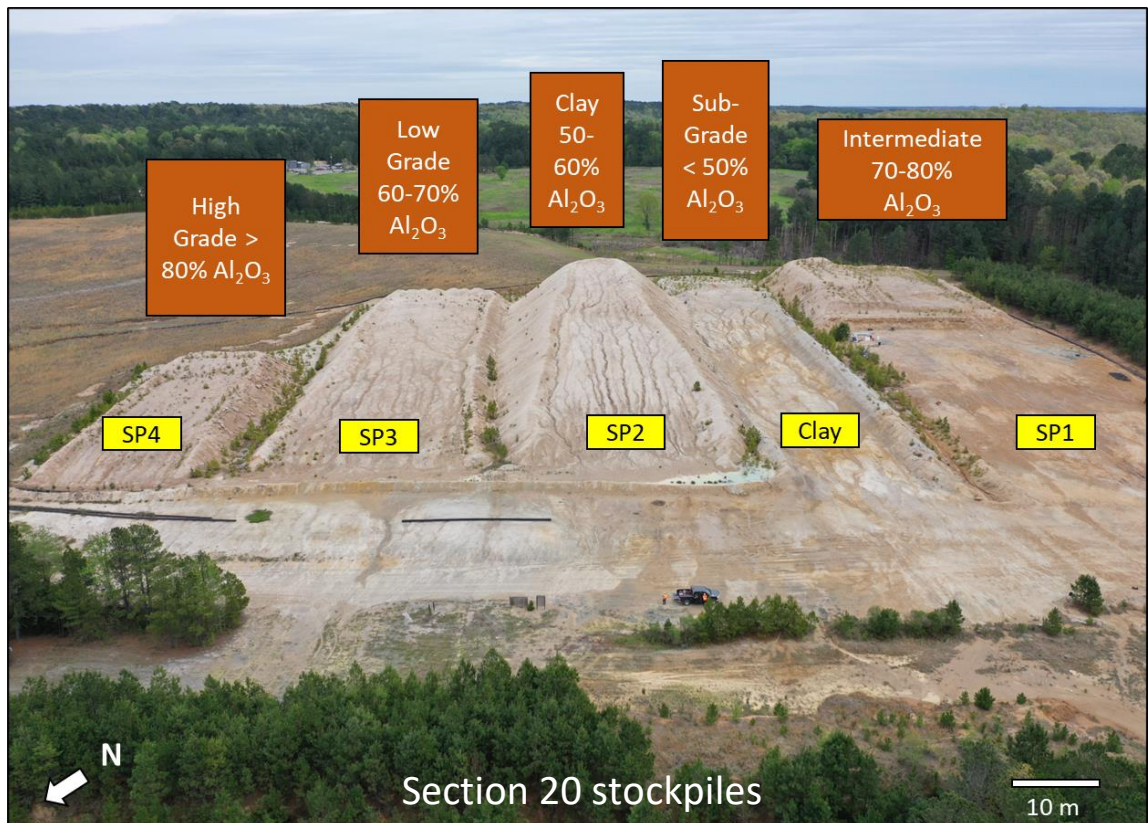 High
Grade >
80% Al₂O₃
Low
Grade
60-70%
Al₂O₃
Clay
50-
60%
Al₂O₃
Sub-
Grade
< 50%
Al₂O₃
Intermediate
70-80%
Al₂O₃
SP4
SP3
SP2
Clay
SP1
N
Section 20 stockpiles
10 m